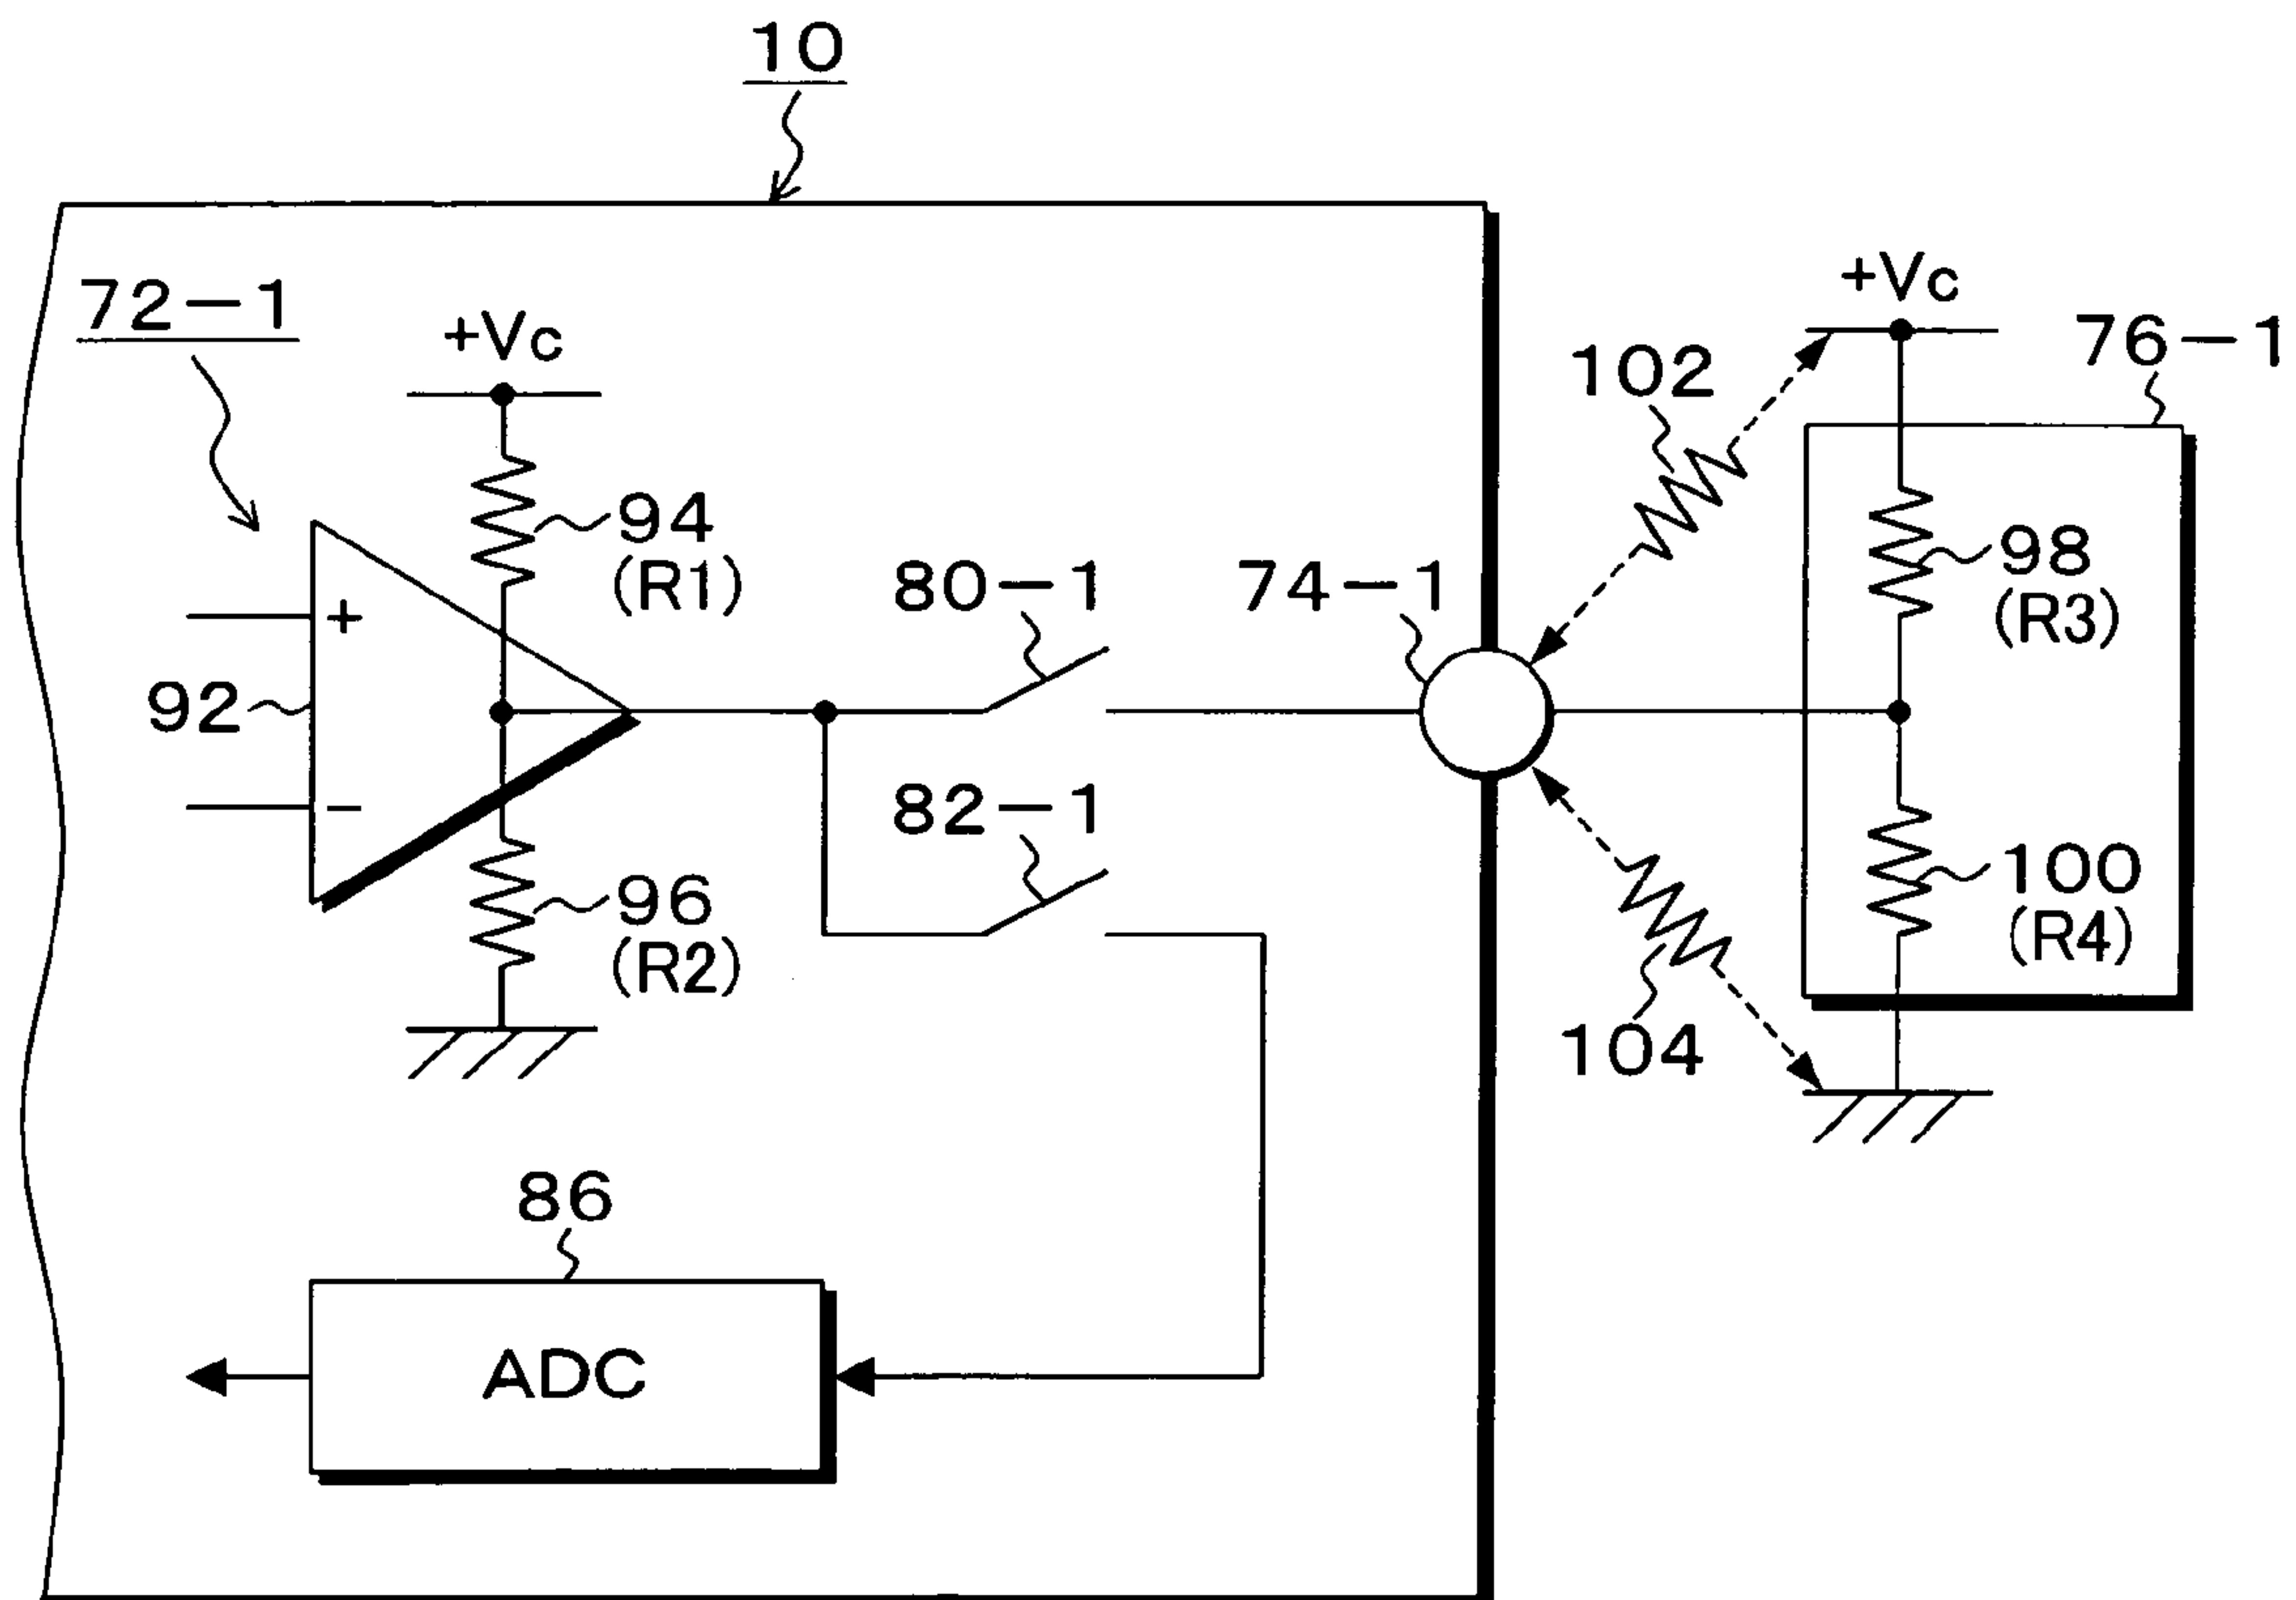 10
72-1
+Vc
+Vc
76-1
102
94
(R1)
98
(R3)
80-1
74-1
+
92
-
82-1
96
(R2)
100
(R4)
104
86
ADC